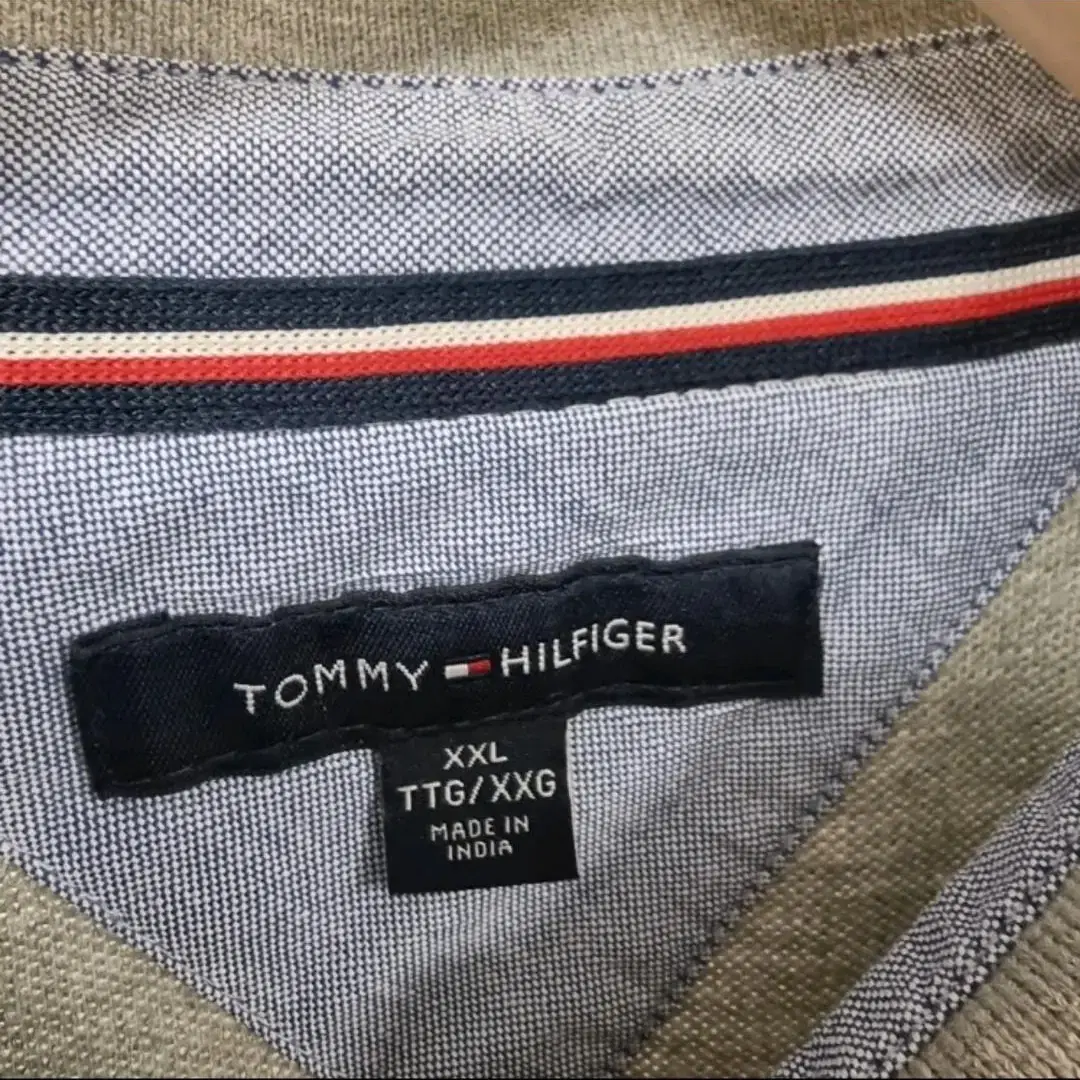 TOMMY HILFIGER
XXL
TTG/XXG
MADE IN
INDIA